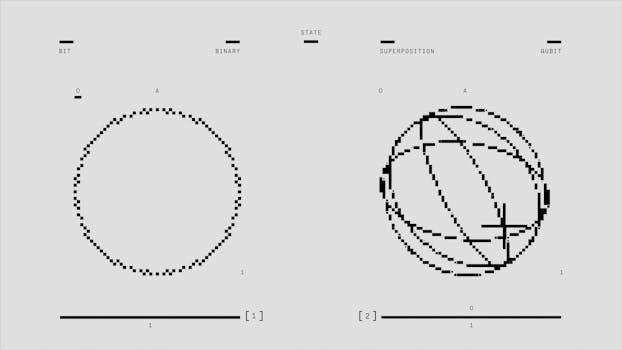 STATE
BIT
BINARY
SUPERPOSITION
QUBIT
0
A
0
A
1
1
[1]
[2]
0
1
1